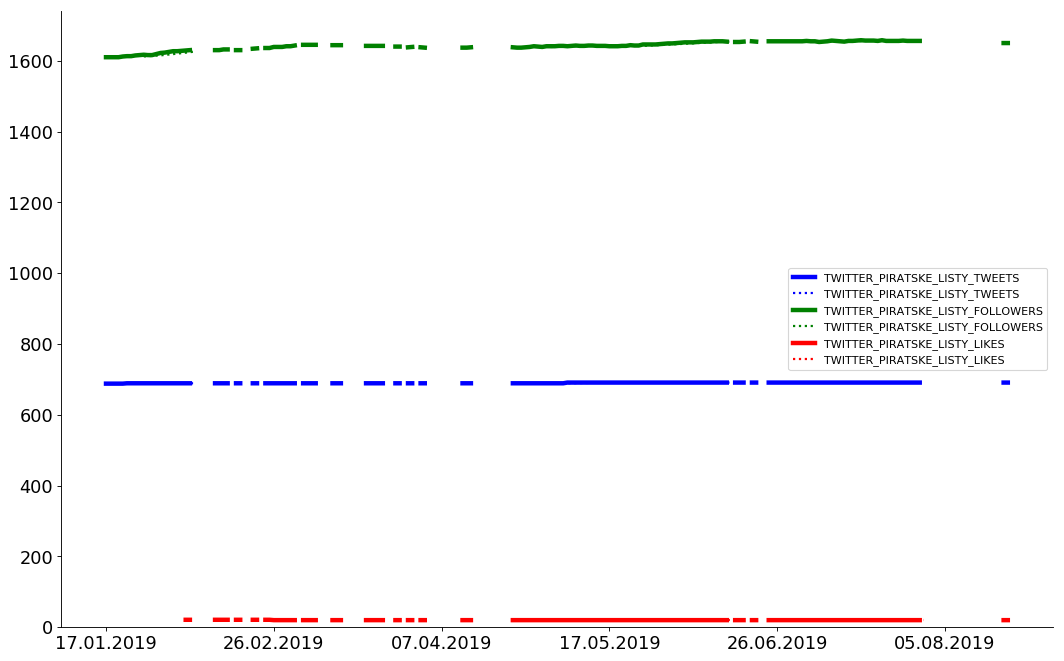 1600
1400
1200
1000
800
600
400
200
0
TWITTER_PIRATSKE_LISTY_TWEETS
TWITTER_PIRATSKE_LISTY_TWEETS
TWITTER_PIRATSKE_LISTY_FOLLOWERS
TWITTER_PIRATSKE_LISTY_FOLLOWERS
TWITTER_PIRATSKE_LISTY_LIKES
TWITTER_PIRATSKE_LISTY_LIKES
17.01.2019 26.02.2019 07.04.2019 17.05.2019 26.06.2019 05.08.2019